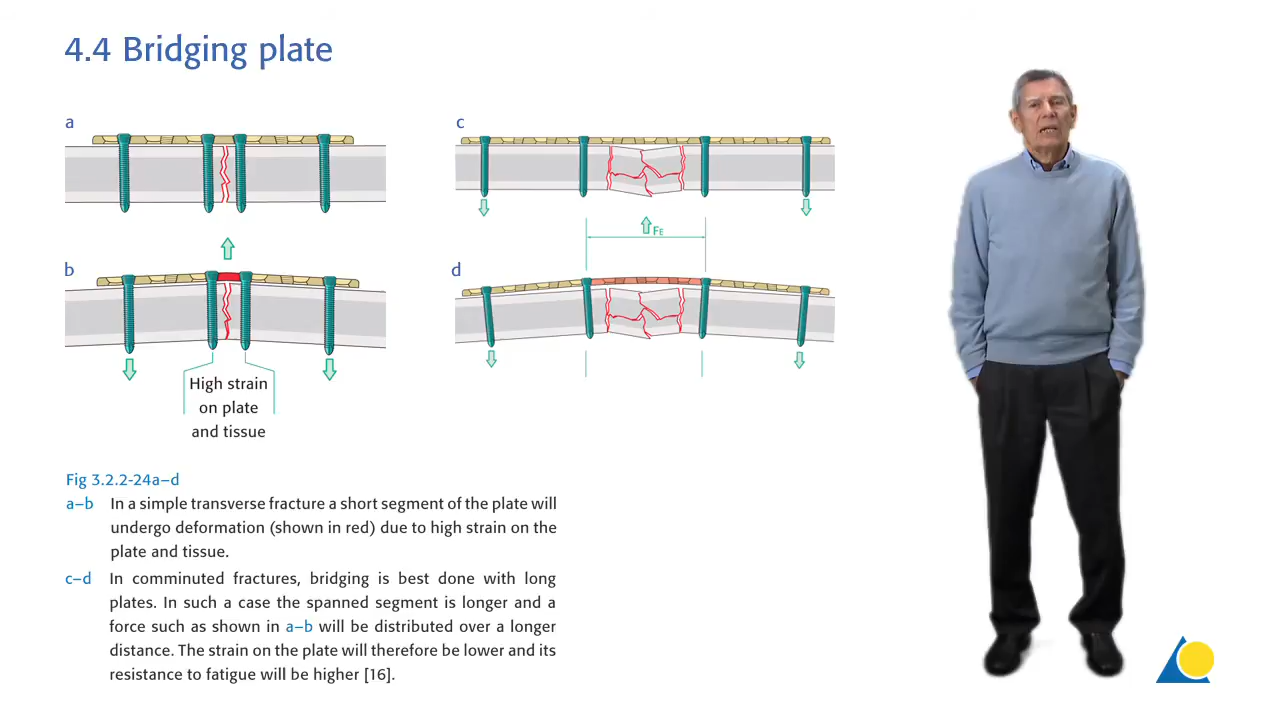 4.4 Bridging plate
a
c
FE
b
d
High strain
on plate
and tissue
Fig 3.2.2-24a–d
a–b In a simple transverse fracture a short segment of the plate will
undergo deformation (shown in red) due to high strain on the
plate and tissue.
c–d In comminuted fractures, bridging is best done with long
plates. In such a case the spanned segment is longer and a
force such as shown in a–b will be distributed over a longer
distance. The strain on the plate will therefore be lower and its
resistance to fatigue will be higher [16].